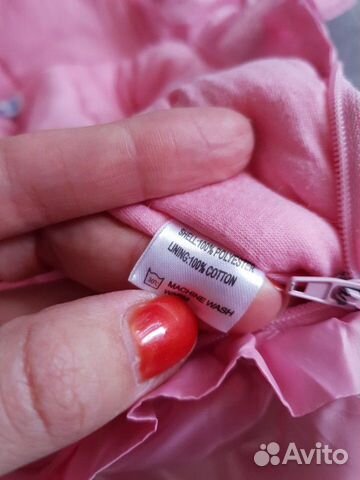 SHELL:100% POLYESTER
LINING:100% COTTON
30°C
MACHINE WASH
Avito